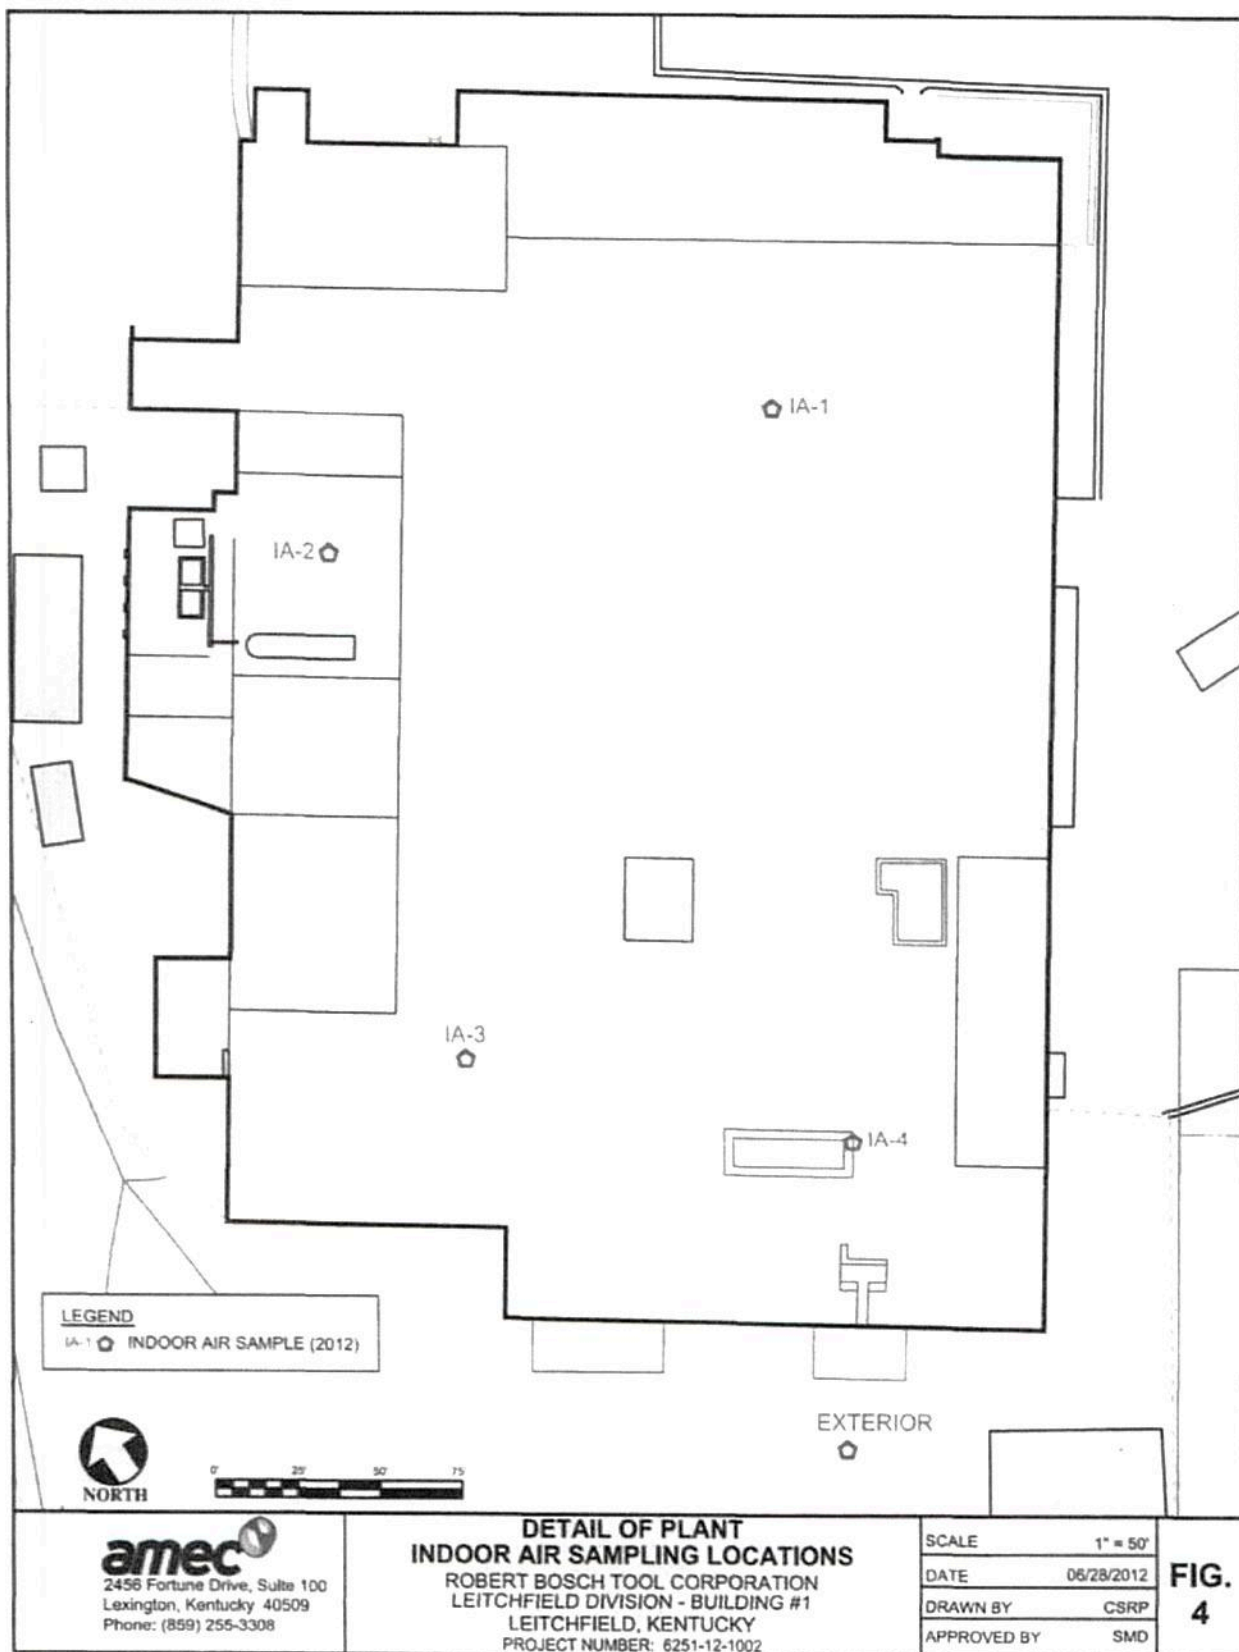 IA-1
IA-2
IA-3
IA-4
LEGEND
IA-1 INDOOR AIR SAMPLE (2012)
EXTERIOR
NORTH
0' 25' 50' 75'
amec
2456 Fortune Drive, Suite 100
Lexington, Kentucky 40509
Phone: (859) 255-3308
DETAIL OF PLANT
INDOOR AIR SAMPLING LOCATIONS
ROBERT BOSCH TOOL CORPORATION
LEITCHFIELD DIVISION - BUILDING #1
LEITCHFIELD, KENTUCKY
PROJECT NUMBER: 6251-12-1002
SCALE 1" = 50'
DATE 06/28/2012
DRAWN BY CSRP
APPROVED BY SMD
FIG.
4